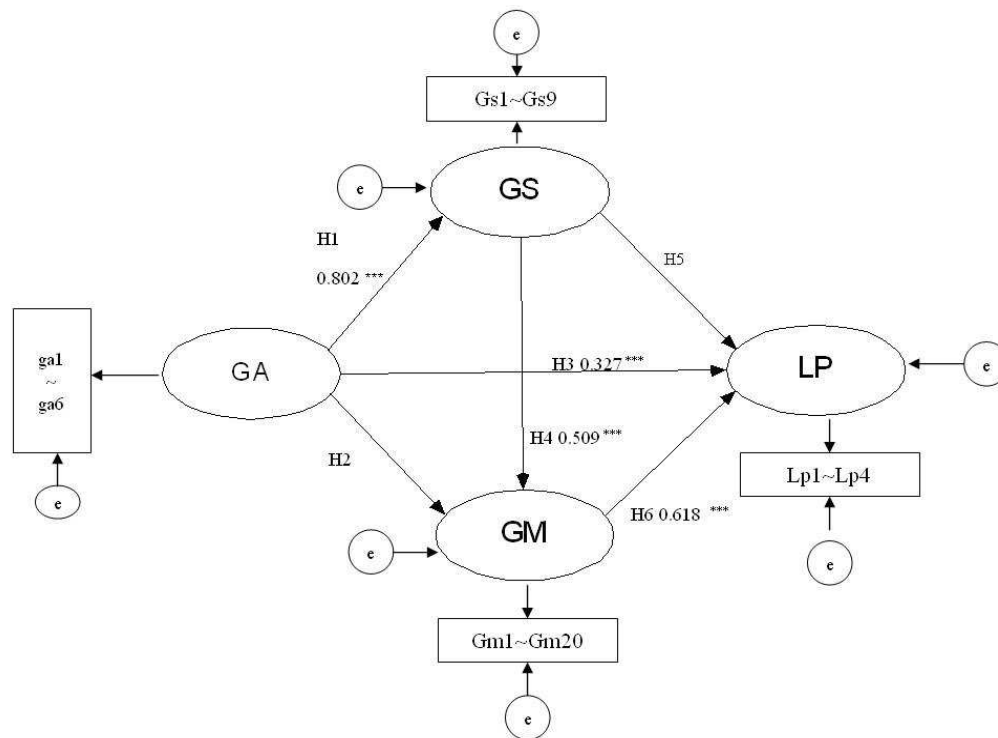 e
Gs1~Gs9
e
GS
H1
0.802 ***
H5
ga1
~
ga6
GA
H3 0.327 ***
LP
e
H4 0.509 ***
H2
Lp1~Lp4
e
GM
H6 0.618 ***
e
e
Gm1~Gm20
e